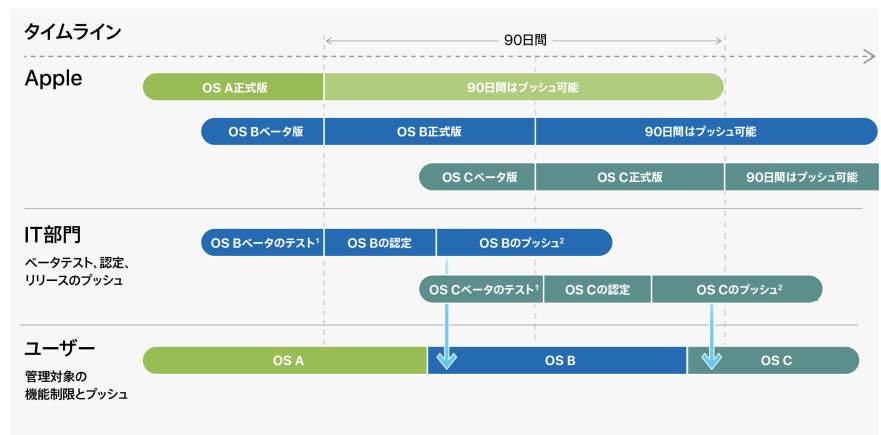 タイムライン
90日間
Apple
OS A正式版
90日間はプッシュ可能
OS Bベータ版
OS B正式版
90日間はプッシュ可能
OS Cベータ版
OS C正式版
90日間はプッシュ可能
IT部門
ベータテスト、認定、
リリースのプッシュ
OS Bベータのテスト¹
OS Bの認定
OS Bのプッシュ²
OS Cベータのテスト¹
OS Cの認定
OS Cのプッシュ²
ユーザー
管理対象の
機能制限とプッシュ
OS A
OS B
OS C